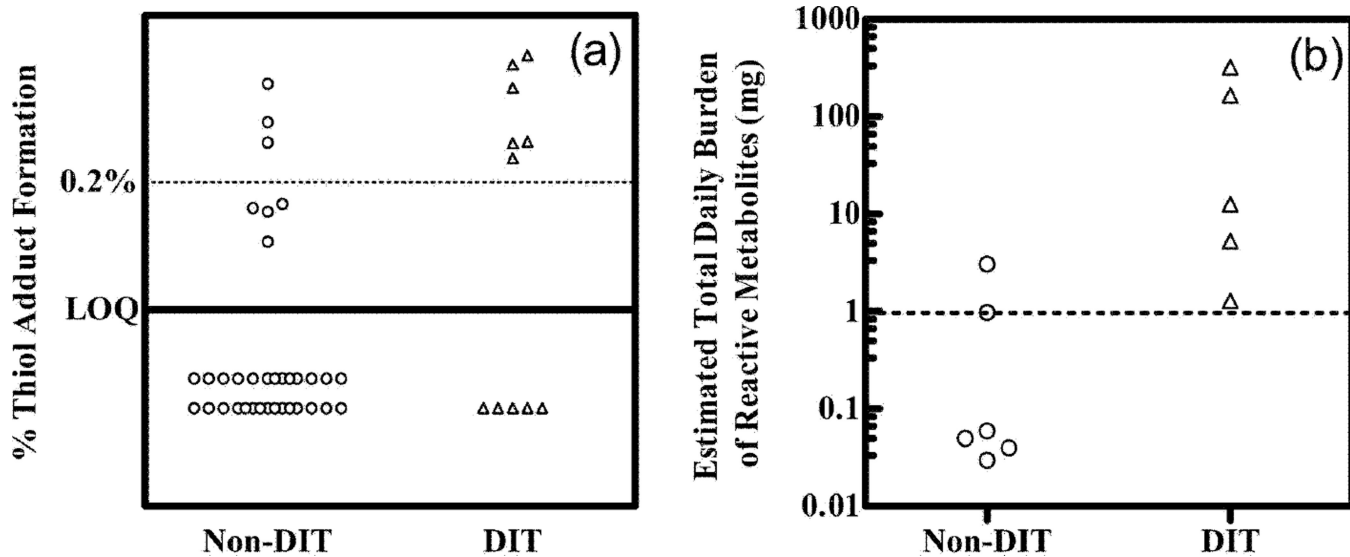 (a)
% Thiol Adduct Formation
0.2%
LOQ
Non-DIT
DIT
(b)
Estimated Total Daily Burden
of Reactive Metabolites (mg)
1000
100
10
1
0.1
0.01
Non-DIT
DIT